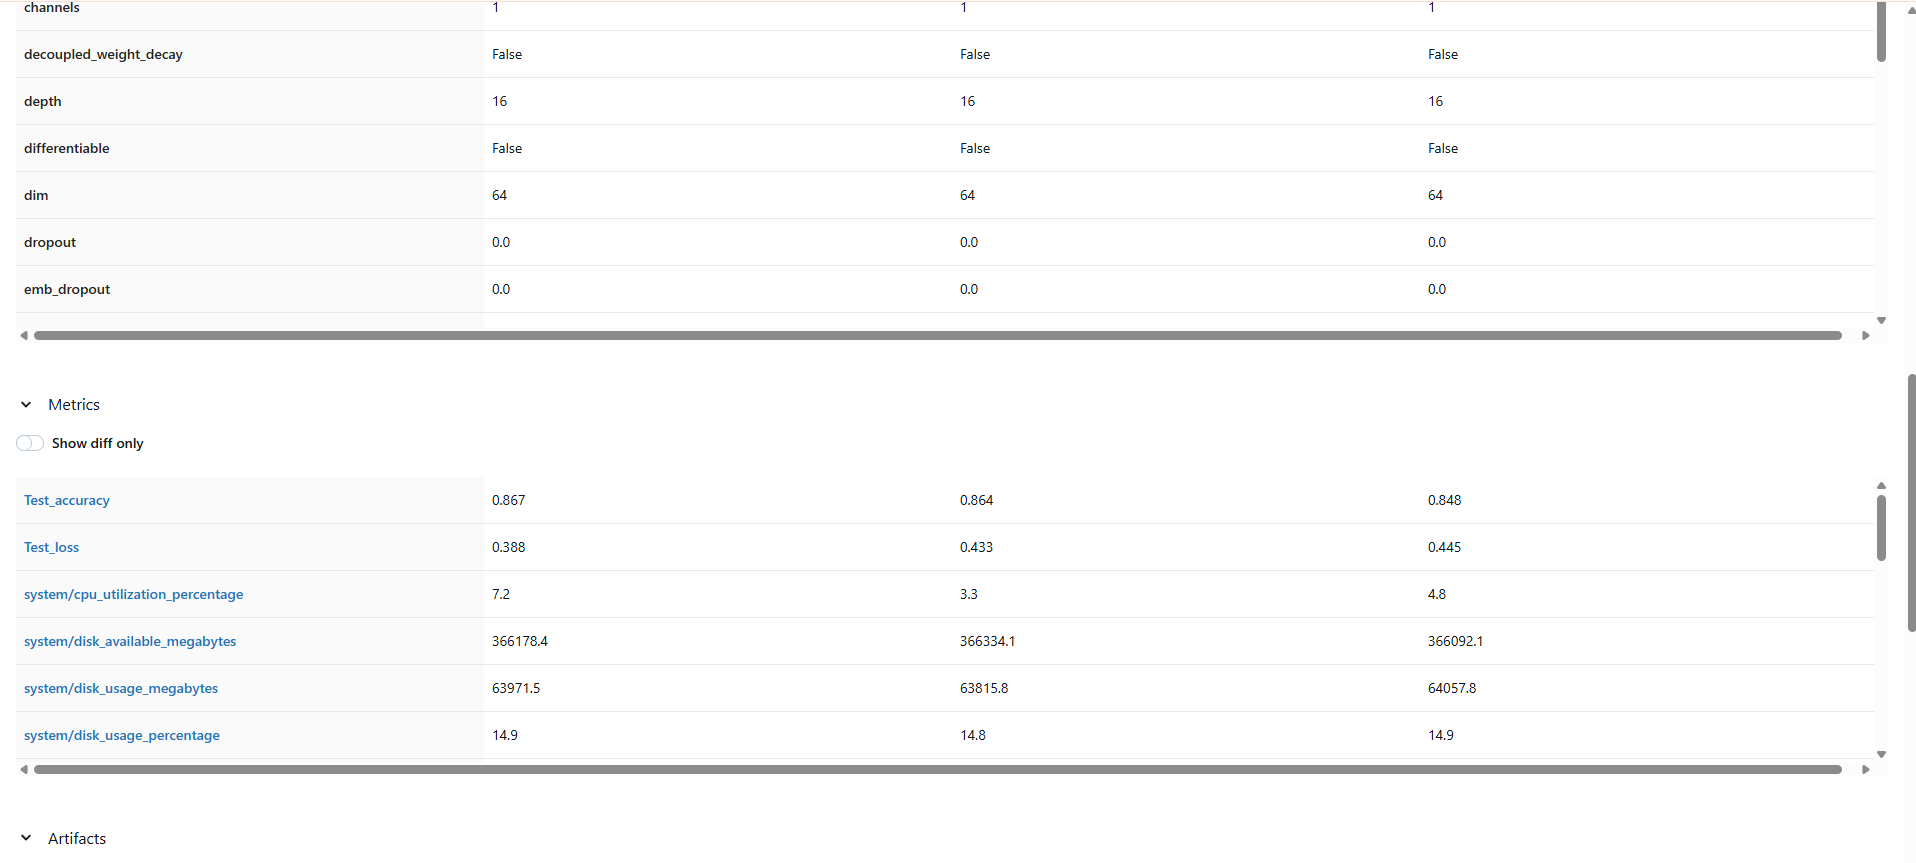 channels 1 1 1
decoupled_weight_decay False False False
depth 16 16 16
differentiable False False False
dim 64 64 64
dropout 0.0 0.0 0.0
emb_dropout 0.0 0.0 0.0
Metrics
Show diff only
Test_accuracy 0.867 0.864 0.848
Test_loss 0.388 0.433 0.445
system/cpu_utilization_percentage 7.2 3.3 4.8
system/disk_available_megabytes 366178.4 366334.1 366092.1
system/disk_usage_megabytes 63971.5 63815.8 64057.8
system/disk_usage_percentage 14.9 14.8 14.9
Artifacts